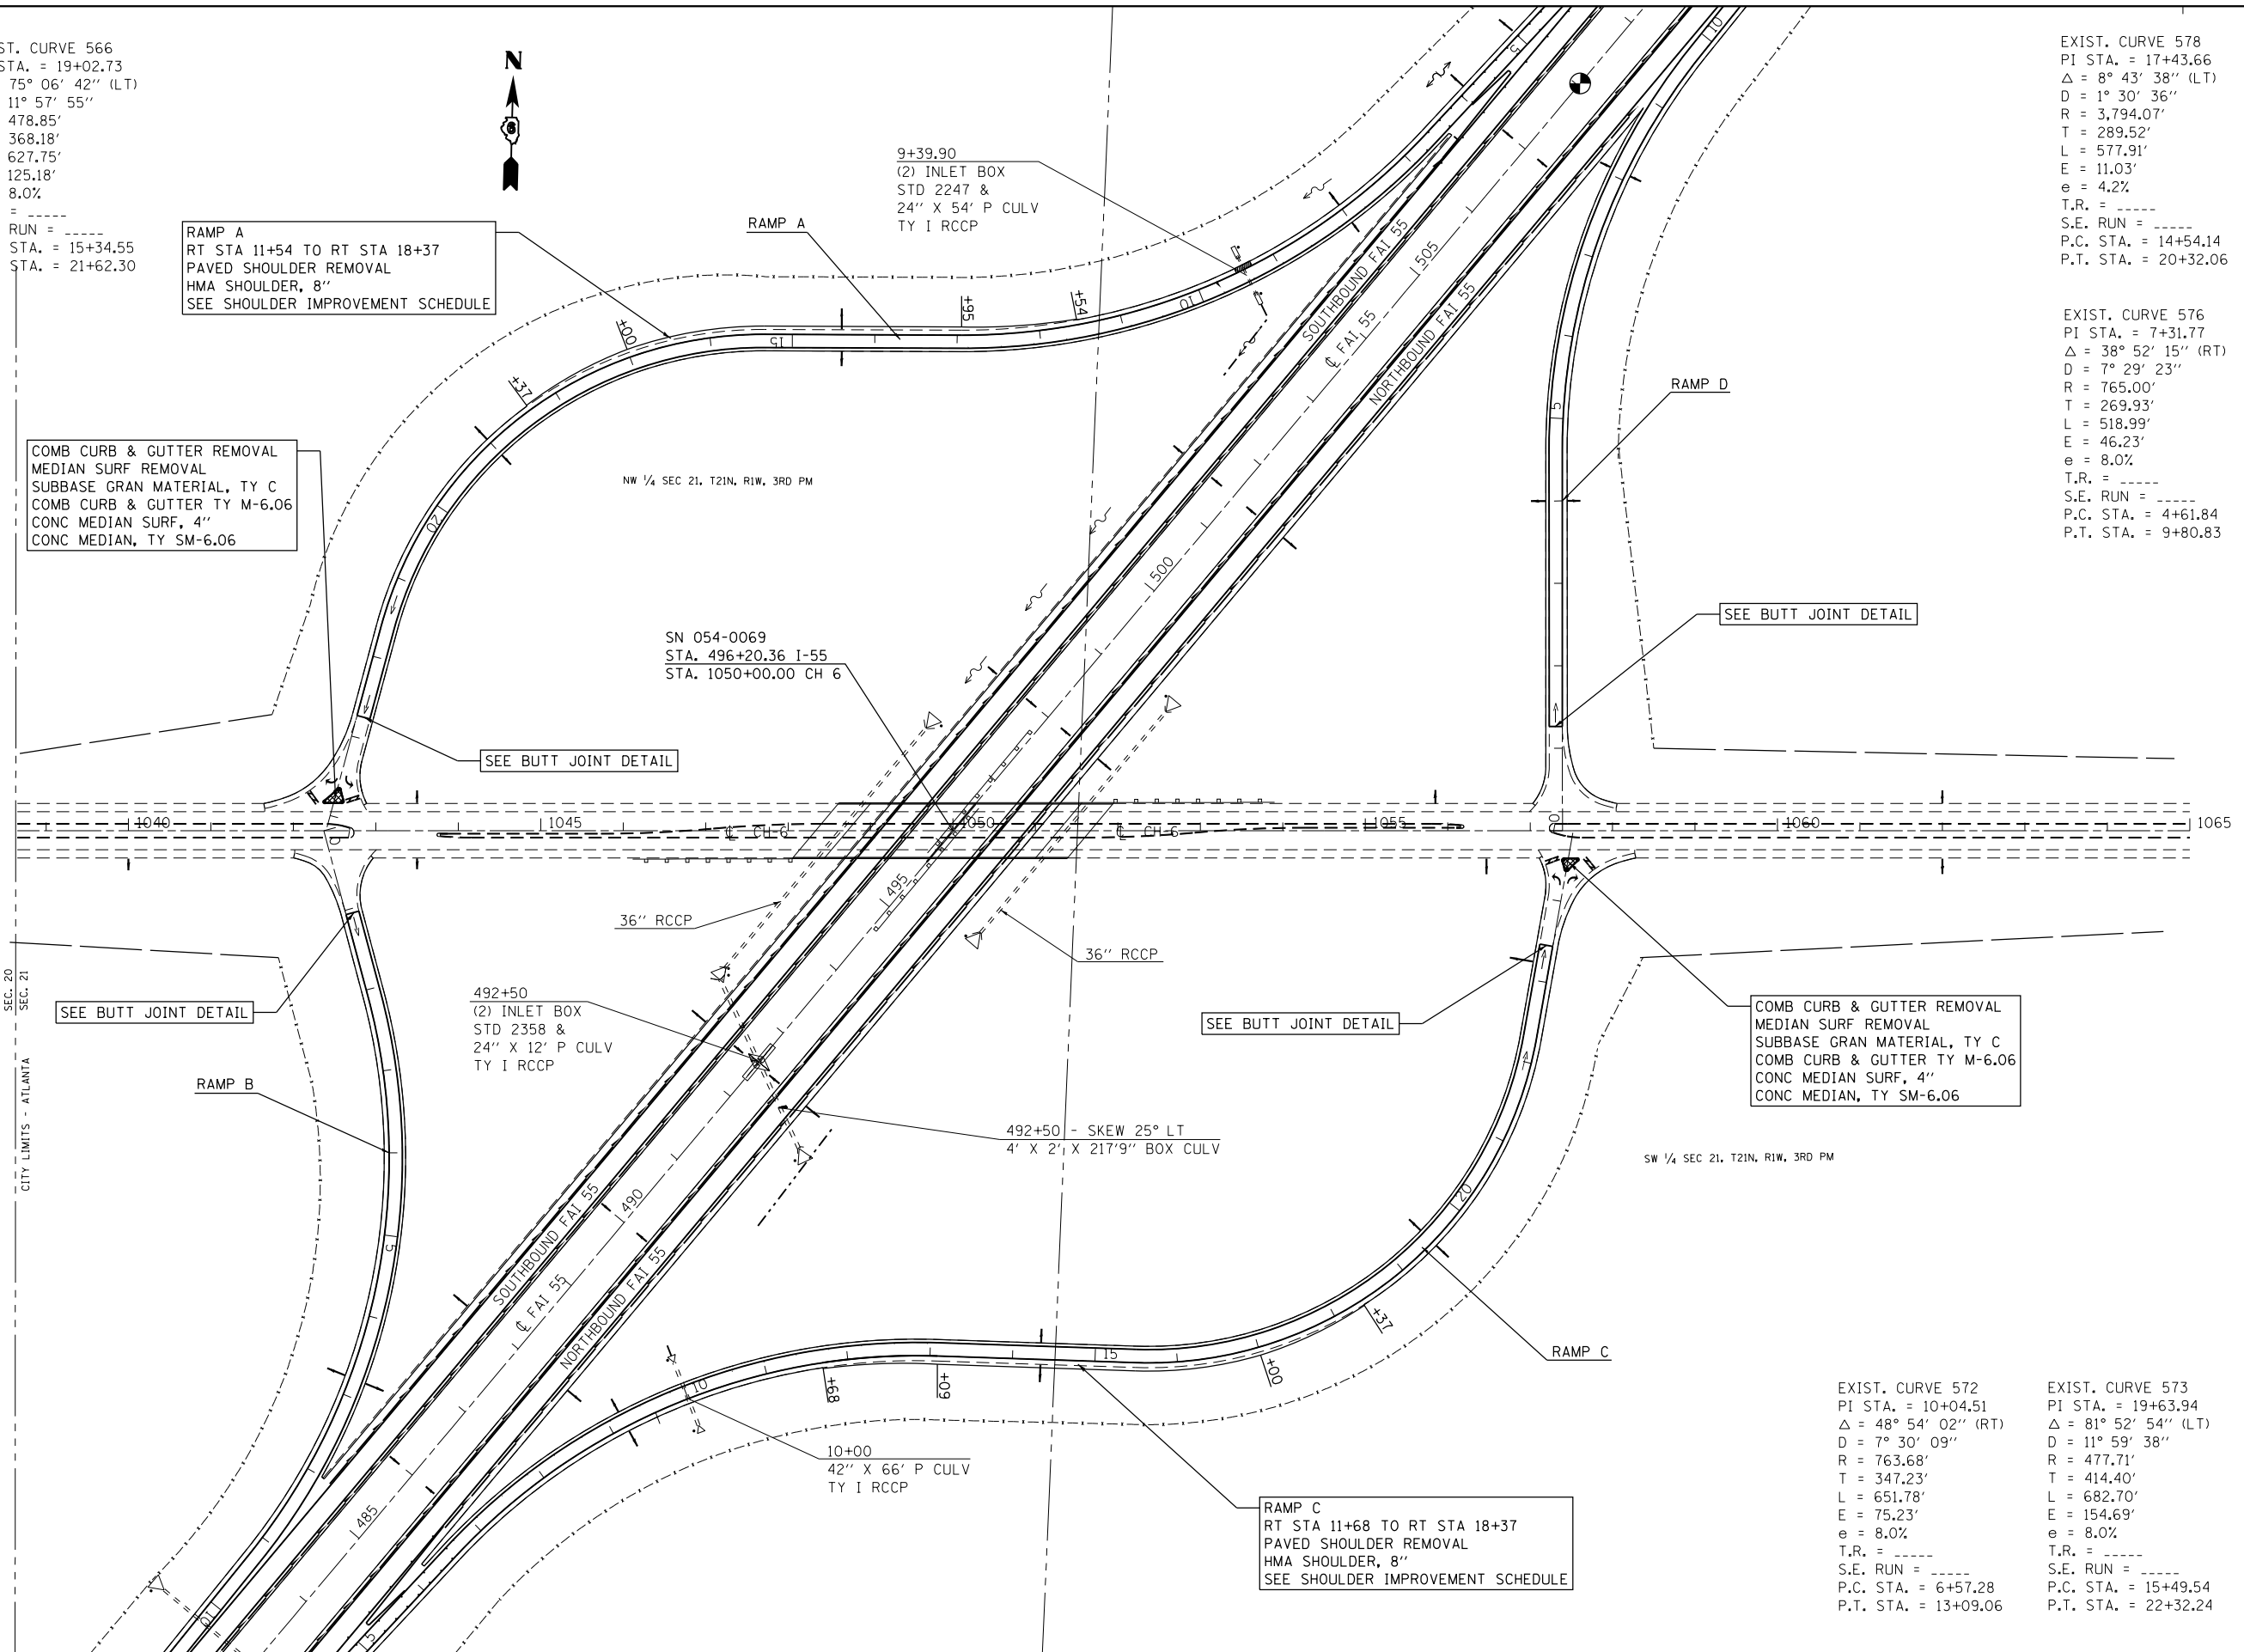 ST. CURVE 566
STA. = 19+02.73
75° 06' 42'' (LT)
11° 57' 55''
478.85'
368.18'
627.75'
125.18'
8.0%
= _____
RUN = _____
STA. = 15+34.55
STA. = 21+62.30
N
6
RAMP A
RT STA 11+54 TO RT STA 18+37
PAVED SHOULDER REMOVAL
HMA SHOULDER, 8''
SEE SHOULDER IMPROVEMENT SCHEDULE
RAMP A
9+39.90
(2) INLET BOX
STD 2247 &
24'' X 54' P CULV
TY I RCCP
EXIST. CURVE 578
PI STA. = 17+43.66
Δ = 8° 43' 38'' (LT)
D = 1° 30' 36''
R = 3,794.07'
T = 289.52'
L = 577.91'
E = 11.03'
e = 4.2%
T.R. = _____
S.E. RUN = _____
P.C. STA. = 14+54.14
P.T. STA. = 20+32.06
EXIST. CURVE 576
PI STA. = 7+31.77
Δ = 38° 52' 15'' (RT)
D = 7° 29' 23''
R = 765.00'
T = 269.93'
L = 518.99'
E = 46.23'
e = 8.0%
T.R. = _____
S.E. RUN = _____
P.C. STA. = 4+61.84
P.T. STA. = 9+80.83
5
10
+54
+95
+00
+37
10
15
20
SOUTHBOUND FAI 55
℄ FAI 55
505
NORTHBOUND FAI 55
RAMP D
5
COMB CURB & GUTTER REMOVAL
MEDIAN SURF REMOVAL
SUBBASE GRAN MATERIAL, TY C
COMB CURB & GUTTER TY M-6.06
CONC MEDIAN SURF, 4''
CONC MEDIAN, TY SM-6.06
NW 1/4 SEC 21, T21N, R1W, 3RD PM
500
SN 054-0069
STA. 496+20.36 I-55
STA. 1050+00.00 CH 6
SEE BUTT JOINT DETAIL
SEE BUTT JOINT DETAIL
1040
1045
℄ CH 6
1050
℄ CH 6
1055
1060
1065
0
0
495
36'' RCCP
36'' RCCP
SEC. 20
SEC. 21
CITY LIMITS - ATLANTA
SEE BUTT JOINT DETAIL
492+50
(2) INLET BOX
STD 2358 &
24'' X 12' P CULV
TY I RCCP
SEE BUTT JOINT DETAIL
COMB CURB & GUTTER REMOVAL
MEDIAN SURF REMOVAL
SUBBASE GRAN MATERIAL, TY C
COMB CURB & GUTTER TY M-6.06
CONC MEDIAN SURF, 4''
CONC MEDIAN, TY SM-6.06
RAMP B
492+50 - SKEW 25° LT
4' X 2' X 217'9'' BOX CULV
SW 1/4 SEC 21, T21N, R1W, 3RD PM
5
490
SOUTHBOUND FAI 55
℄ FAI 55
NORTHBOUND FAI 55
20
15
+37
+00
RAMP C
10
+68
+09
10+00
42'' X 66' P CULV
TY I RCCP
RAMP C
RT STA 11+68 TO RT STA 18+37
PAVED SHOULDER REMOVAL
HMA SHOULDER, 8''
SEE SHOULDER IMPROVEMENT SCHEDULE
485
10
5
EXIST. CURVE 572
PI STA. = 10+04.51
Δ = 48° 54' 02'' (RT)
D = 7° 30' 09''
R = 763.68'
T = 347.23'
L = 651.78'
E = 75.23'
e = 8.0%
T.R. = _____
S.E. RUN = _____
P.C. STA. = 6+57.28
P.T. STA. = 13+09.06
EXIST. CURVE 573
PI STA. = 19+63.94
Δ = 81° 52' 54'' (LT)
D = 11° 59' 38''
R = 477.71'
T = 414.40'
L = 682.70'
E = 154.69'
e = 8.0%
T.R. = _____
S.E. RUN = _____
P.C. STA. = 15+49.54
P.T. STA. = 22+32.24